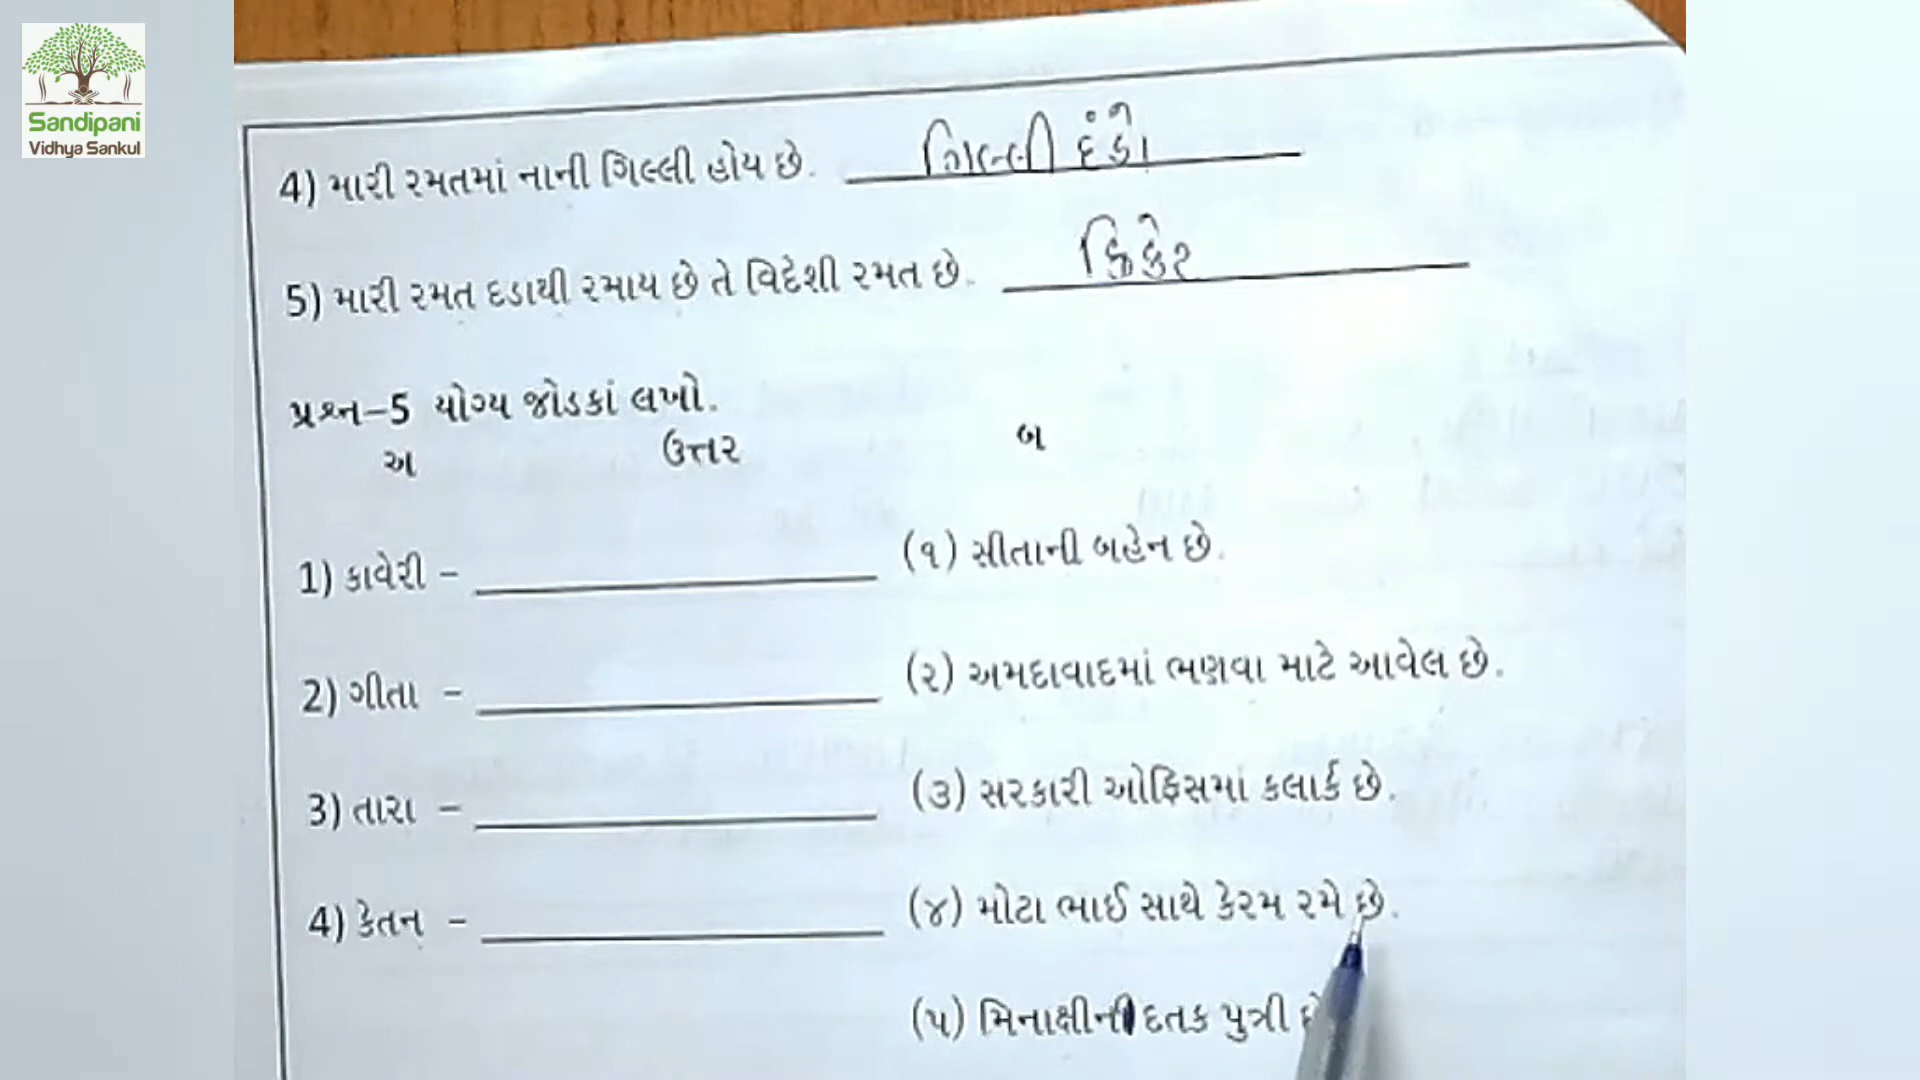 Sandipani
Vidhya Sankul
4) મારી રમતમાં નાની ગિલ્લી હોય છે. ગિલ્લી દંડો
5) મારી રમત દડાથી રમાય છે તે વિદેશી રમત છે. ક્રિકેટ
પ્રશ્ન-5 યોગ્ય જોડકાં લખો.
અ ઉત્તર બ
1) કાવેરી - (૧) સીતાની બહેન છે.
2) ગીતા - (૨) અમદાવાદમાં ભણવા માટે આવેલ છે.
3) તારા - (૩) સરકારી ઓફિસમાં કલાર્ક છે.
4) કેતન - (૪) મોટા ભાઈ સાથે કેરમ રમે છે.
(૫) મિનાક્ષીની દતક પુત્રી